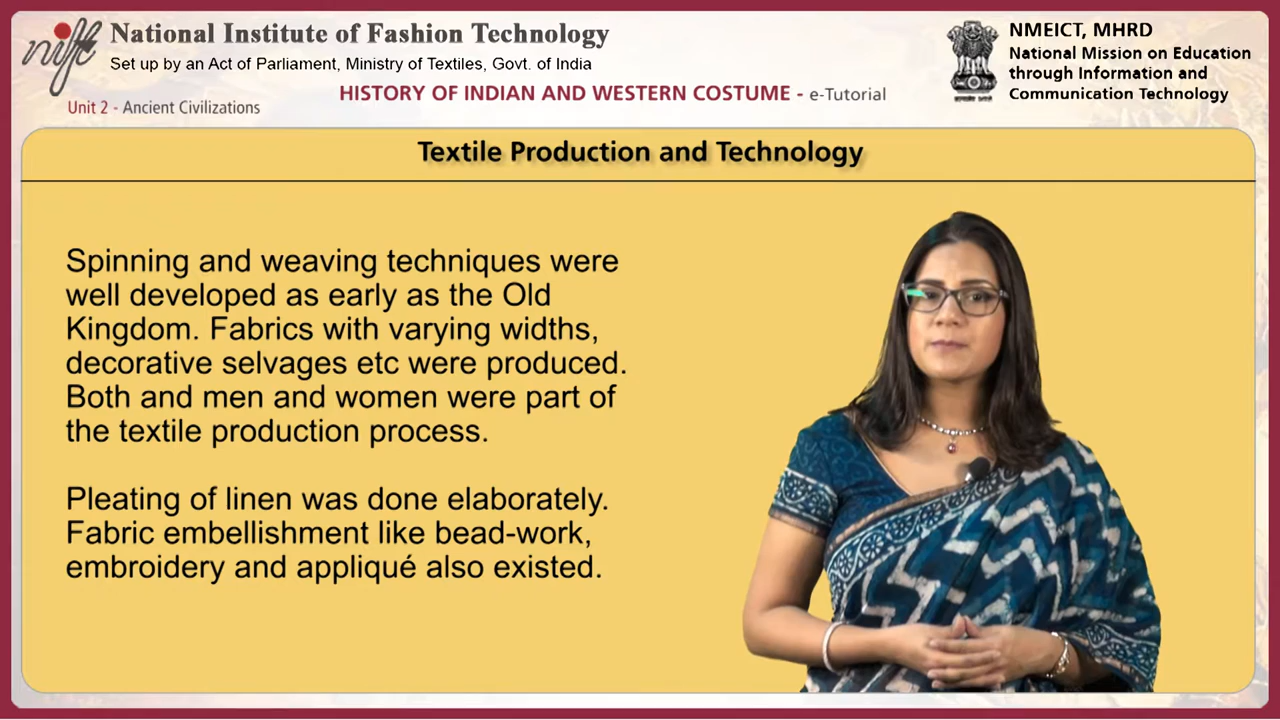 nift
National Institute of Fashion Technology
Set up by an Act of Parliament, Ministry of Textiles, Govt. of India
NMEICT, MHRD
National Mission on Education
through Information and
Communication Technology
Unit 2 - Ancient Civilizations
HISTORY OF INDIAN AND WESTERN COSTUME - e-Tutorial
Textile Production and Technology
Spinning and weaving techniques were
well developed as early as the Old
Kingdom. Fabrics with varying widths,
decorative selvages etc were produced.
Both and men and women were part of
the textile production process.
Pleating of linen was done elaborately.
Fabric embellishment like bead-work,
embroidery and appliqué also existed.